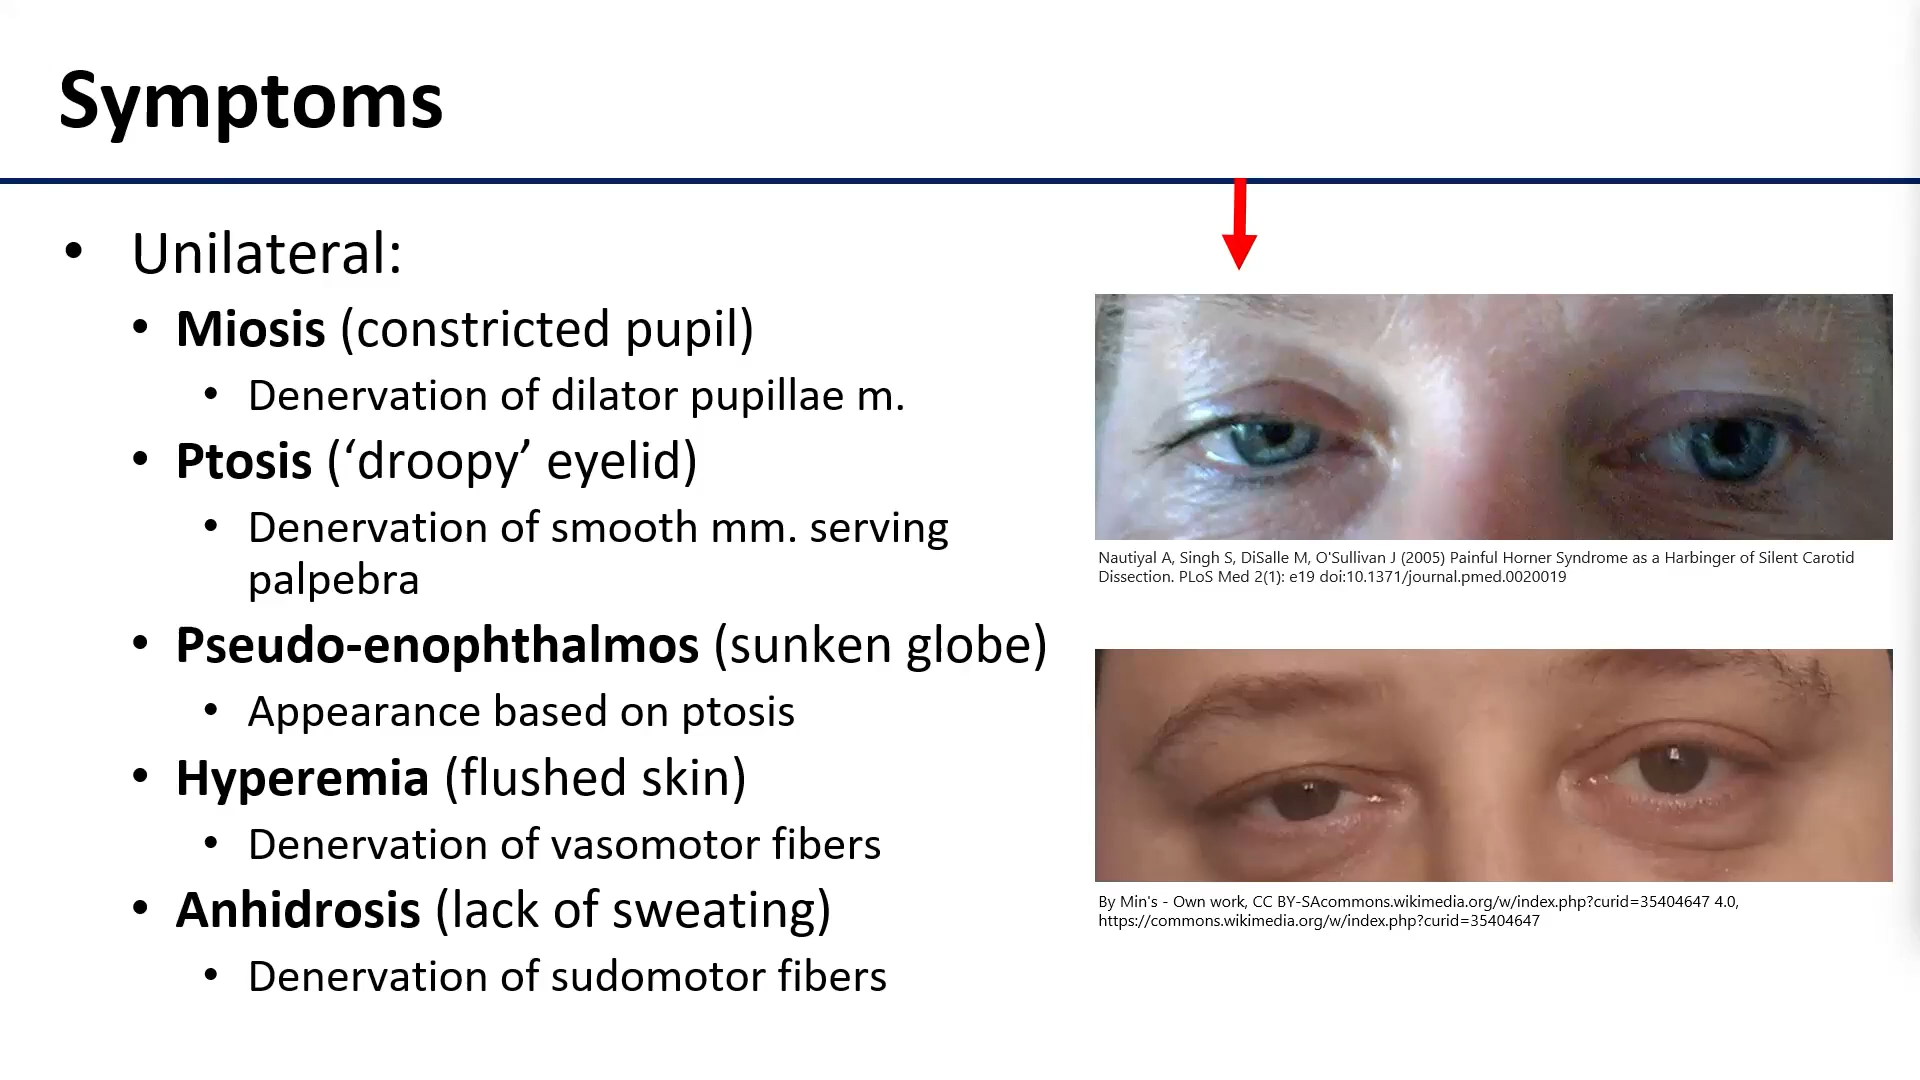 Symptoms
• Unilateral:
• Miosis (constricted pupil)
• Denervation of dilator pupillae m.
• Ptosis (‘droopy’ eyelid)
• Denervation of smooth mm. serving
palpebra
• Pseudo-enophthalmos (sunken globe)
• Appearance based on ptosis
• Hyperemia (flushed skin)
• Denervation of vasomotor fibers
• Anhidrosis (lack of sweating)
• Denervation of sudomotor fibers
Nautiyal A, Singh S, DiSalle M, O'Sullivan J (2005) Painful Horner Syndrome as a Harbinger of Silent Carotid
Dissection. PLoS Med 2(1): e19 doi:10.1371/journal.pmed.0020019
By Min's - Own work, CC BY-SAcommons.wikimedia.org/w/index.php?curid=35404647 4.0,
https://commons.wikimedia.org/w/index.php?curid=35404647